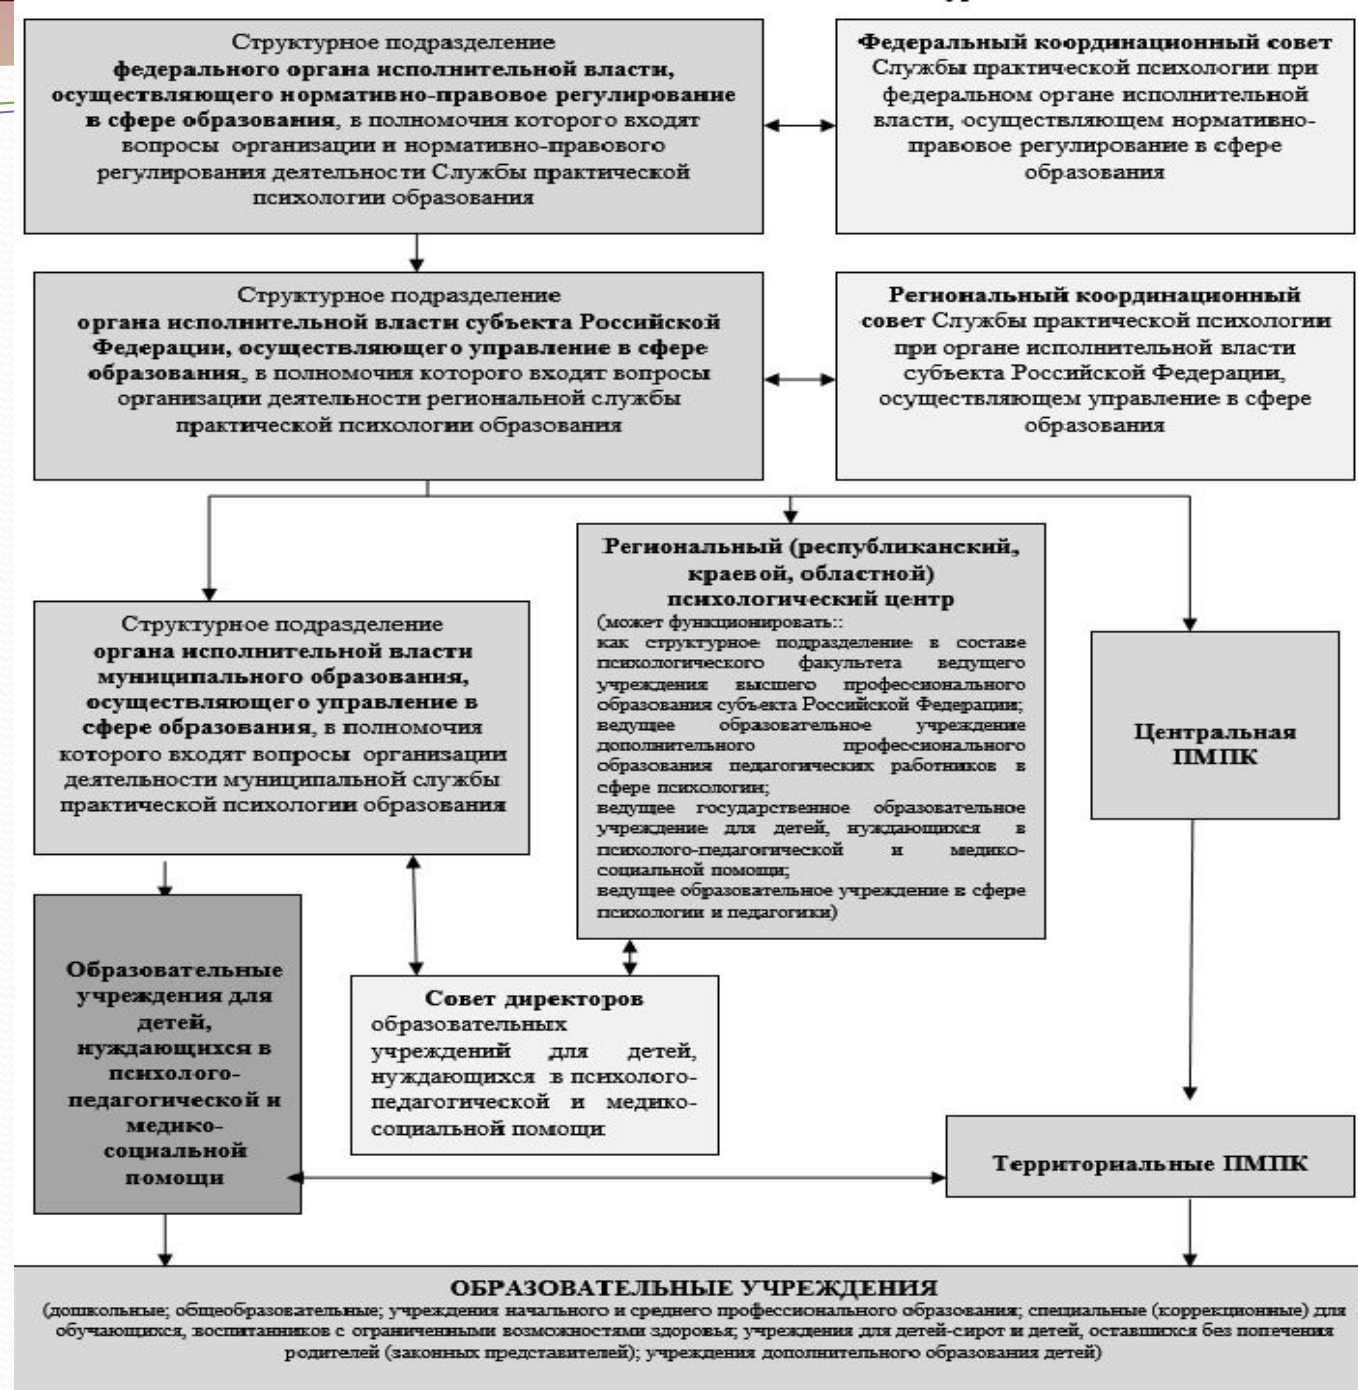 Структурное подразделение
федерального органа исполнительной власти,
осуществляющего нормативно-правовое регулирование
в сфере образования, в полномочия которого входят
вопросы организации и нормативно-правового
регулирования деятельности Службы практической
психологии образования
Федеральный координационный совет
Службы практической психологии при
федеральном органе исполнительной
власти, осуществляющем нормативно-
правовое регулирование в сфере
образования
Структурное подразделение
органа исполнительной власти субъекта Российской
Федерации, осуществляющего управление в сфере
образования, в полномочия которого входят вопросы
организации деятельности региональной службы
практической психологии образования
Региональный координационный
совет Службы практической психологии
при органе исполнительной власти
субъекта Российской Федерации,
осуществляющем управление в сфере
образования
Структурное подразделение
органа исполнительной власти
муниципального образования,
осуществляющего управление в
сфере образования, в полномочия
которого входят вопросы организации
деятельности муниципальной службы
практической психологии образования
Региональный (республиканский,
краевой, областной)
психологический центр
(может функционировать::
как структурное подразделение в составе
психологического факультета ведущего
учреждения высшего профессионального
образования субъекта Российской Федерации;
ведущее образовательное учреждение
дополнительного профессионального
образования педагогических работников в
сфере психологии;
ведущее государственное образовательное
учреждение для детей, нуждающихся в
психолого-педагогической и медико-
социальной помощи;
ведущее образовательное учреждение в сфере
психологии и педагогики)
Центральная
ПМПК
Образовательные
учреждения для
детей,
нуждающихся в
психолого-
педагогической и
медико-
социальной
помощи
Совет директоров
образовательных
учреждений для детей,
нуждающихся в психолого-
педагогической и медико-
социальной помощи
Территориальные ПМПК
ОБРАЗОВАТЕЛЬНЫЕ УЧРЕЖДЕНИЯ
(дошкольные; общеобразовательные; учреждения начального и среднего профессионального образования; специальные (коррекционные) для
обучающихся, воспитанников с ограниченными возможностями здоровья; учреждения для детей-сирот и детей, оставшихся без попечения
родителей (законных представителей); учреждения дополнительного образования детей)